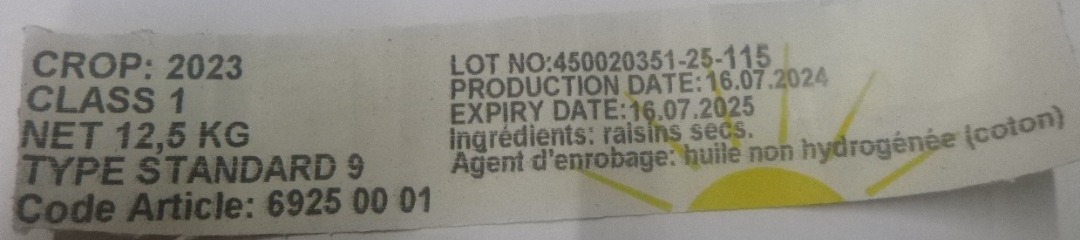 CROP: 2023
CLASS 1
NET 12,5 KG
TYPE STANDARD 9
Code Article: 6925 00 01
LOT NO:450020351-25-115
PRODUCTION DATE:16.07.2024
EXPIRY DATE:16.07.2025
Ingrédients: raisins secs.
Agent d'enrobage: huile non hydrogénée (coton)